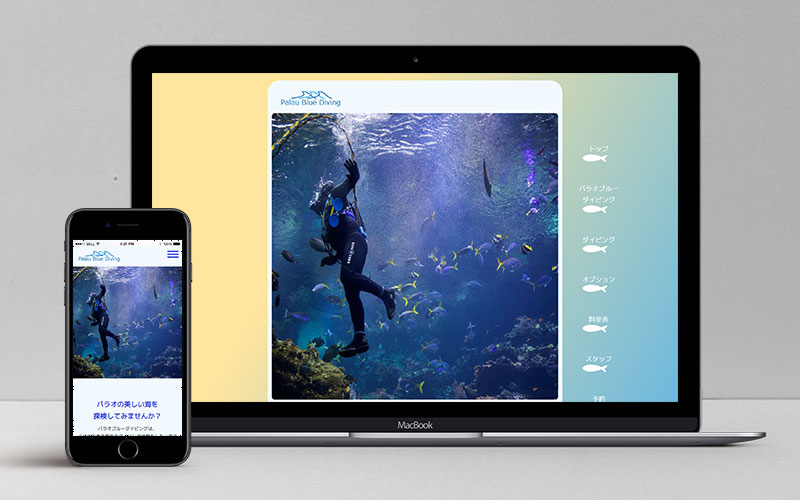 Palau Blue Diving
トップ
パラオブルー
ダイビング
ダイビング
オプション
料金表
スタッフ
予約
MacBook
BELL
4:21 PM
100%
Palau Blue Diving
パラオの美しい海を
探検してみませんか？
パラオブルーダイビングは、